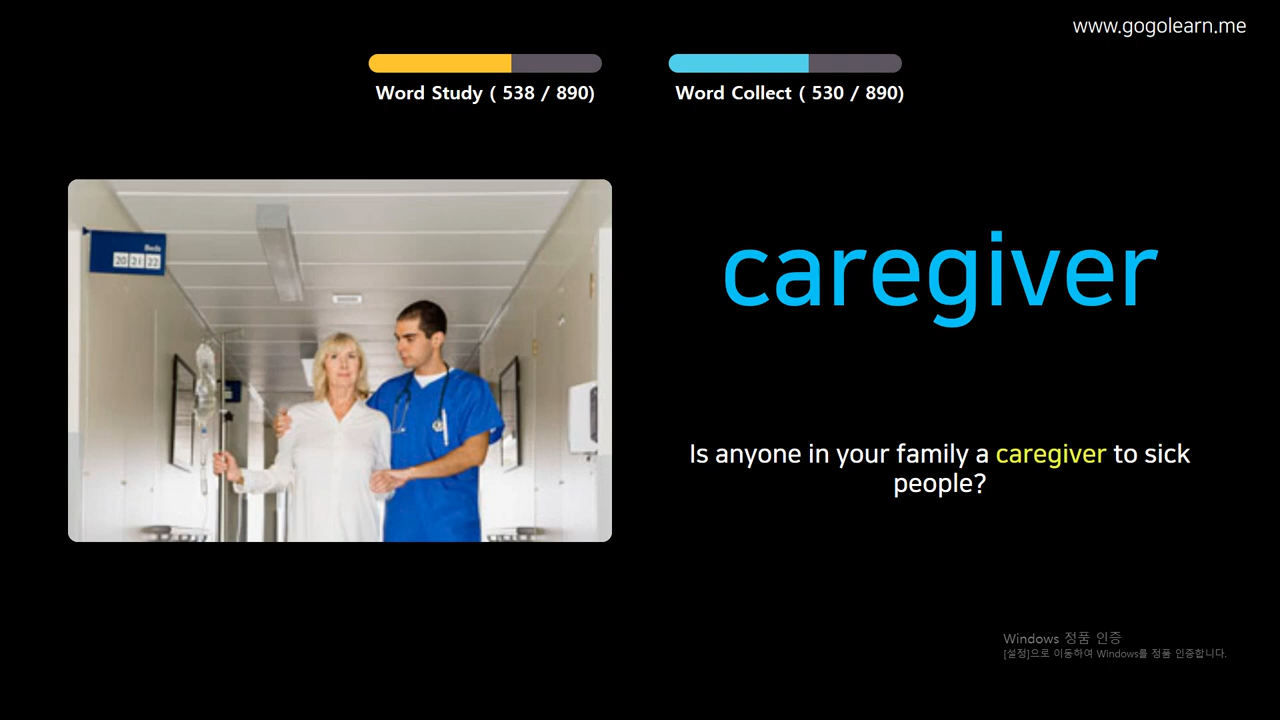 www.gogolearn.me
Word Study ( 538 / 890)
Word Collect ( 530 / 890)
Beds
20 21 22
caregiver
Is anyone in your family a caregiver to sick
people?
Windows 정품 인증
[설정]으로 이동하여 Windows를 정품 인증합니다.